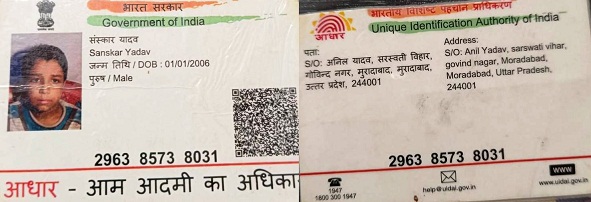 भारत सरकार
Government of India
संस्कार यादव
Sanskar Yadav
जन्म तिथि / DOB : 01/01/2006
पुरुष / Male
2963 8573 8031
आधार - आम आदमी का अधिका
भारतीय विशिष्ट पहचान प्राधिकरण
Unique Identification Authority of India
आधार
पता:
S/O: अनिल यादव, सरस्वती विहार,
गोविन्द नगर, मुरादाबाद, मुरादाबाद,
उत्तर प्रदेश, 244001
Address:
S/O: Anil Yadav, sarswati vihar,
govind nagar, Moradabad,
Moradabad, Uttar Pradesh,
244001
2963 8573 8031
1947
1800 300 1947
help@uidai.gov.in
WWW
www.uidai.gov.in